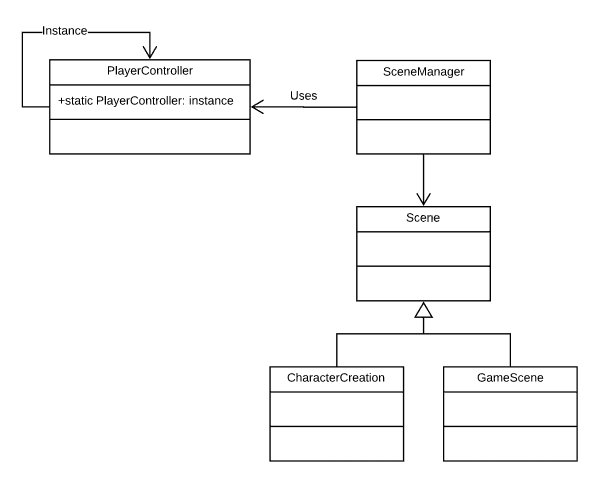 Instance
PlayerController
+static PlayerController: instance
Uses
SceneManager
Scene
CharacterCreation
GameScene